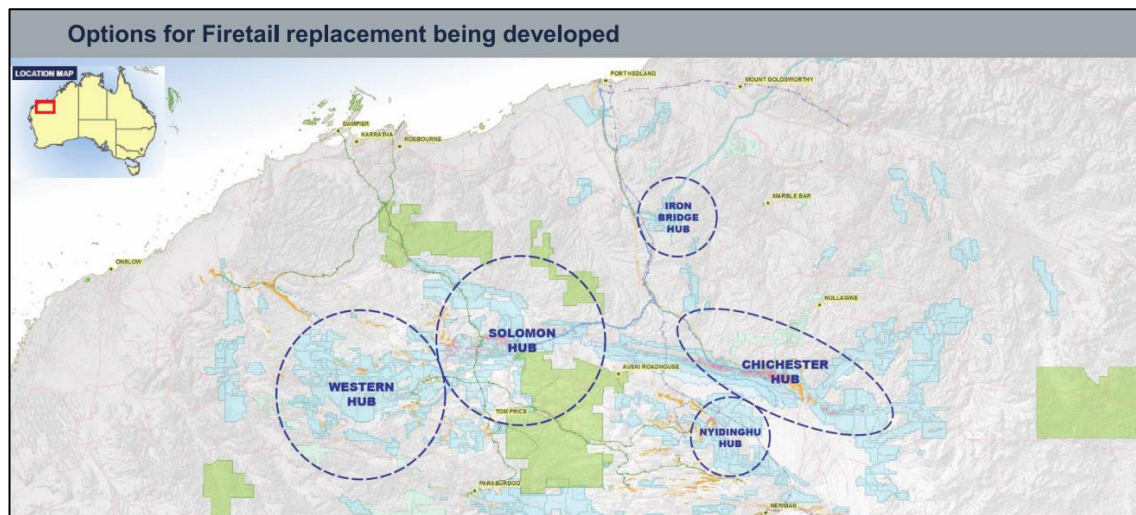 Options for Firetail replacement being developed
LOCATION MAP
PORT HEDLAND
MOUNT GOLDSWORTHY
DAMPIER
KARRATHA
ROEBOURNE
MARBLE BAR
IRON
BRIDGE
HUB
ONSLOW
NULLAGINE
SOLOMON
HUB
CHICHESTER
HUB
AUSKI ROADHOUSE
WESTERN
HUB
TOM PRICE
NYIDINGHU
HUB
PARABURDOO
NEWMAN